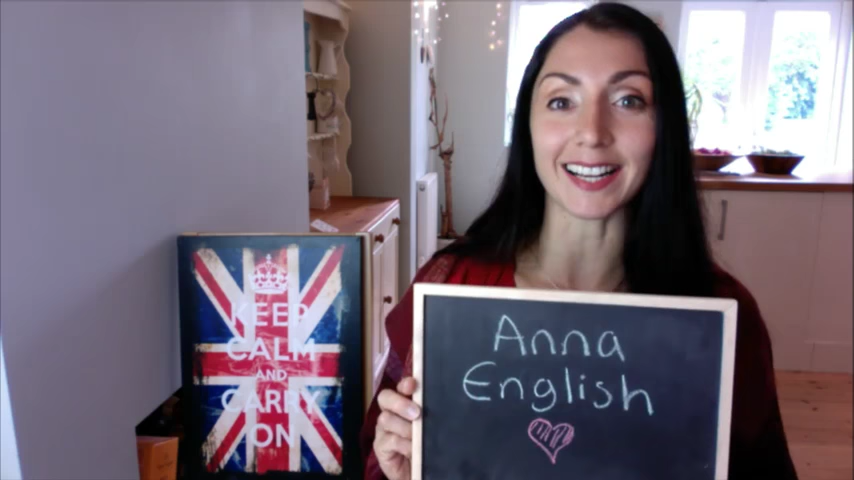 KEEP
CALM
AND
CARRY
ON
Anna
English